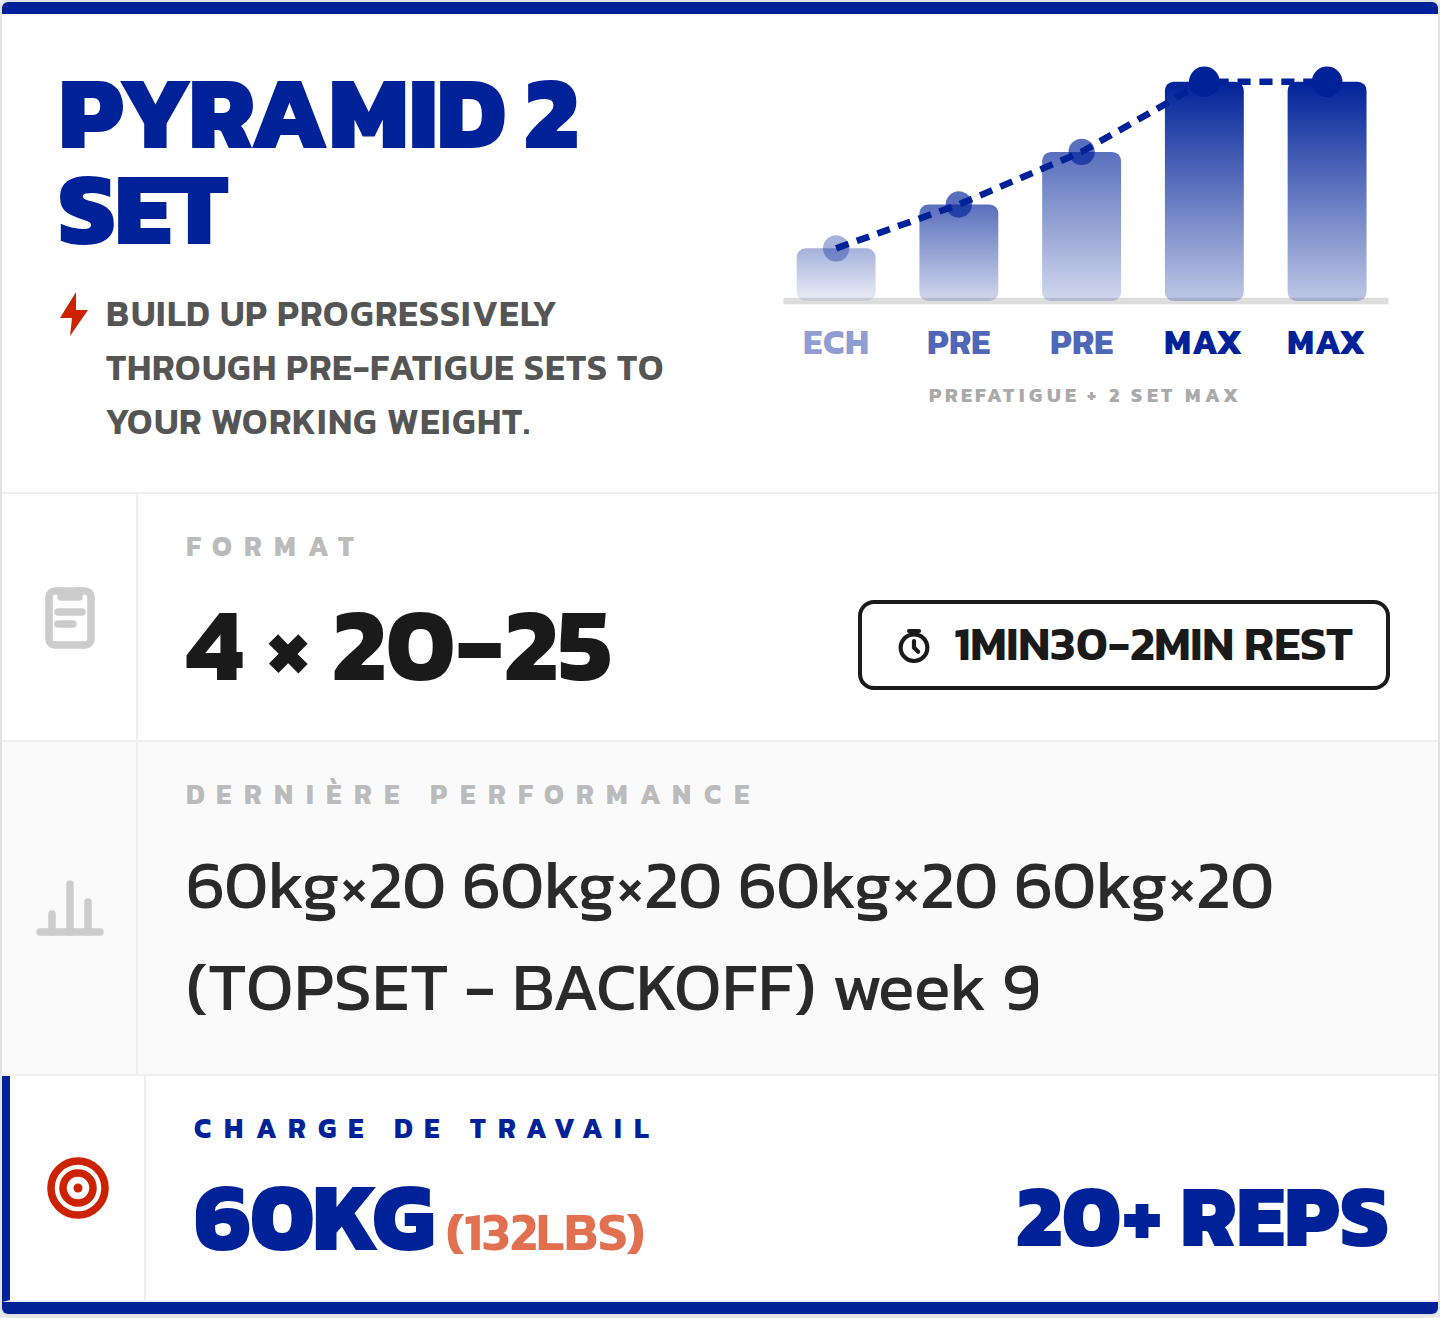 PYRAMID 2
SET
BUILD UP PROGRESSIVELY
THROUGH PRE-FATIGUE SETS TO
YOUR WORKING WEIGHT.
ECH PRE PRE MAX MAX
PREFATIGUE + 2 SET MAX
FORMAT
4 × 20-25
1MIN30-2MIN REST
DERNIÈRE PERFORMANCE
60kg×20 60kg×20 60kg×20 60kg×20
(TOPSET - BACKOFF) week 9
CHARGE DE TRAVAIL
60KG (132LBS)
20+ REPS